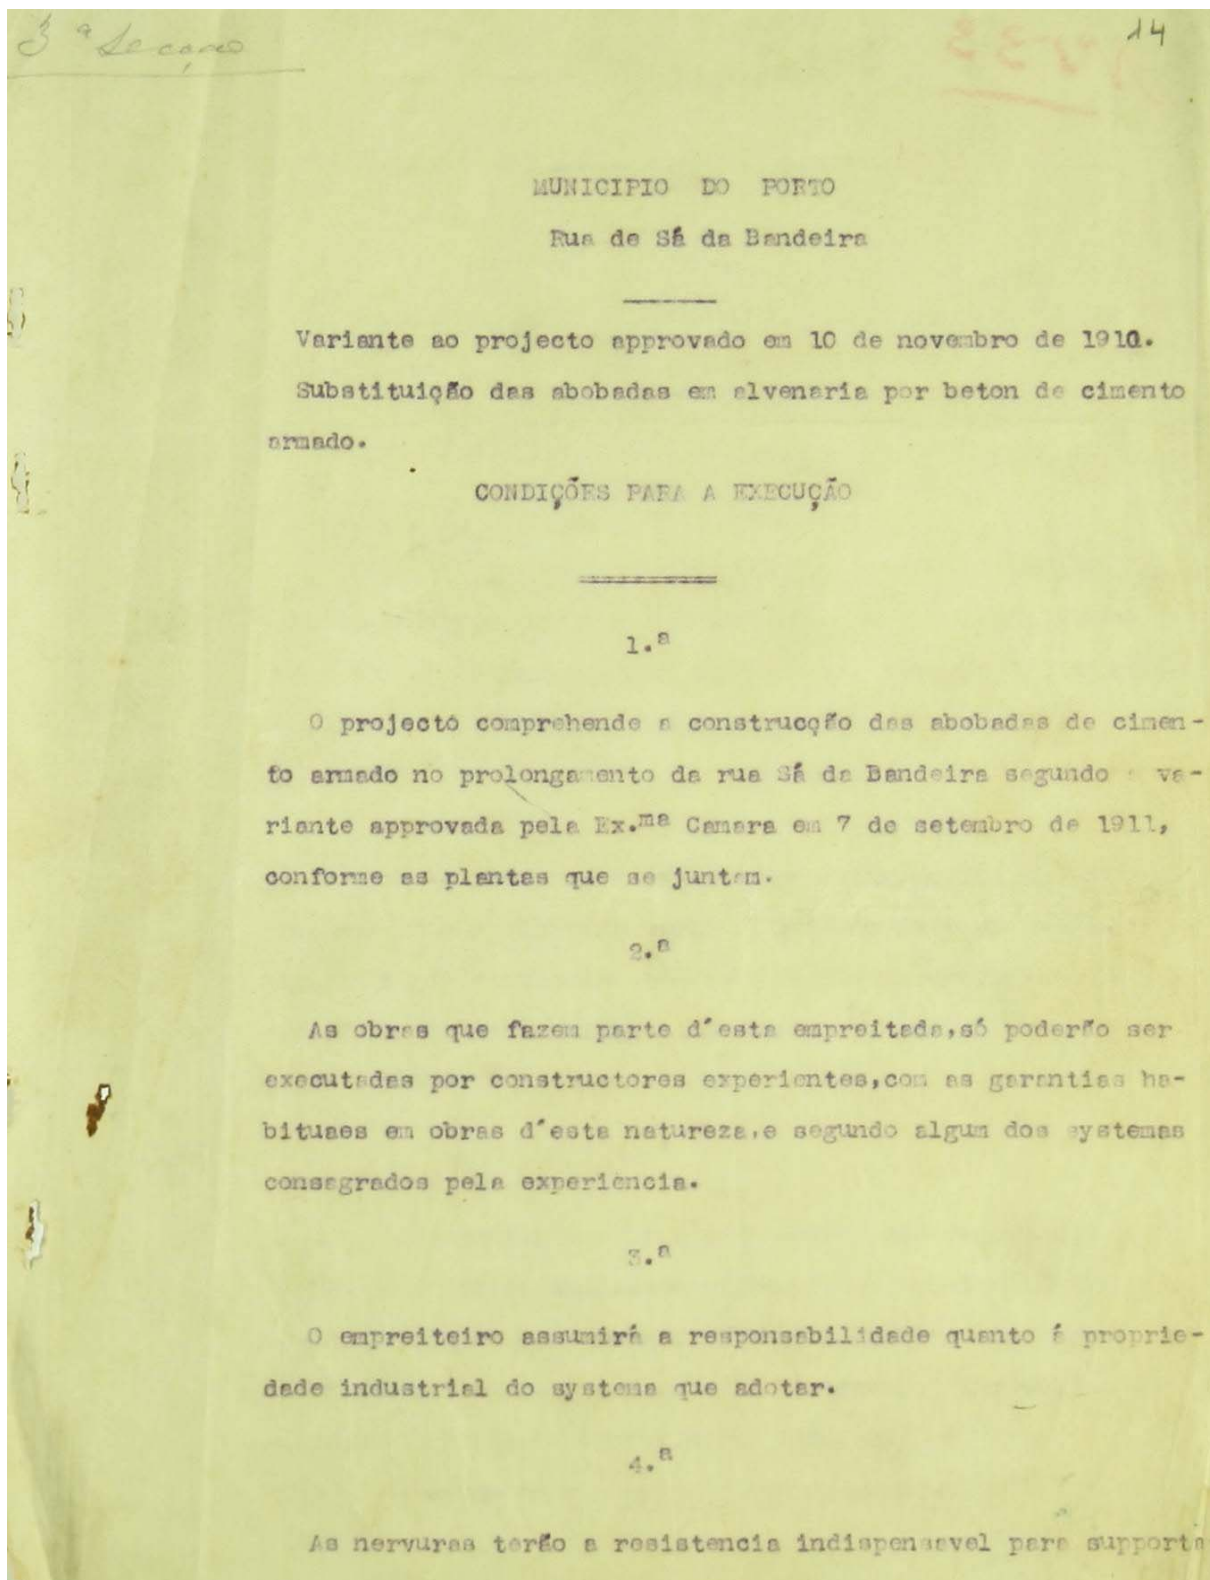 3ª Secção
14
MUNICIPIO DO PORTO
Rua de Sá da Bandeira
Variante ao projecto approvado em 10 de novembro de 1910.
Substituição das abobadas em alvenaria por beton de cimento
armado.
CONDIÇÕES PARA A EXECUÇÃO
1.ª
O projecto comprehende a construcção das abobadas de cimen-
to armado no prolongamento da rua Sá da Bandeira segundo a va-
riante approvada pela Ex.ma Camara em 7 de setembro de 1911,
conforme as plantas que se juntam.
2.ª
As obras que fazem parte d'esta empreitada,só poderão ser
executadas por constructores experientes,com as garantias ha-
bituaes em obras d'esta natureza,e segundo algum dos systemas
consagrados pela experiencia.
3.ª
O empreiteiro assumirá a responsabilidade quanto á proprie-
dade industrial do systema que adotar.
4.ª
As nervuras terão a resistencia indispensavel para supporta